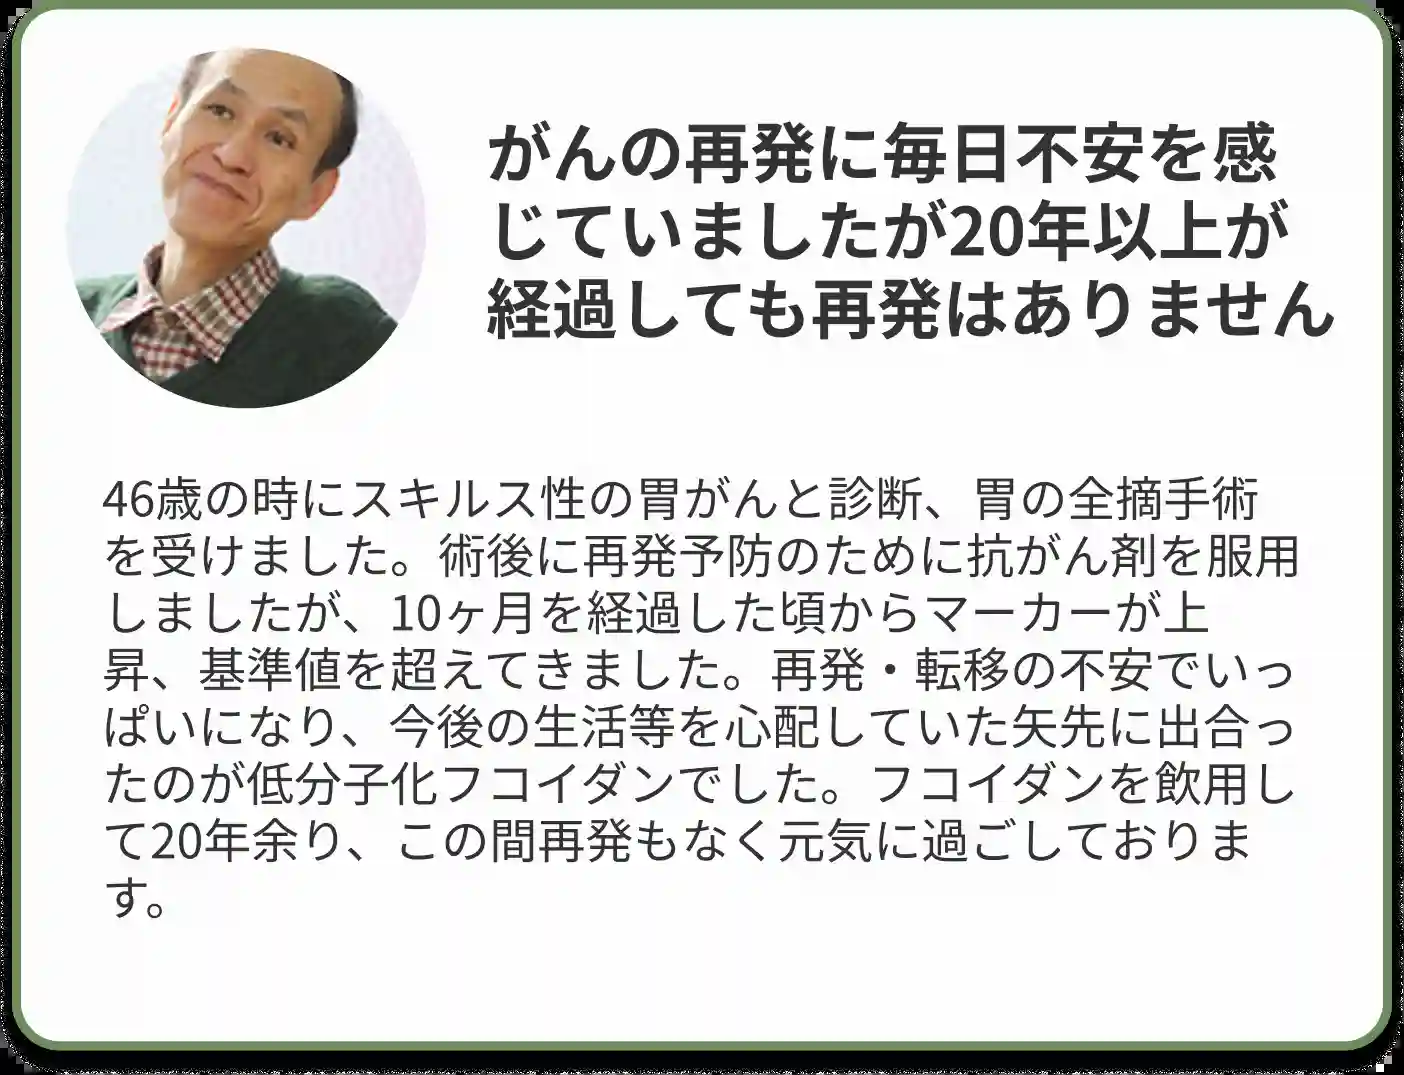 がんの再発に毎日不安を感
じていましたが20年以上が
経過しても再発はありません
46歳の時にスキルス性の胃がんと診断、胃の全摘手術
を受けました。術後に再発予防のために抗がん剤を服用
しましたが、10ヶ月を経過した頃からマーカーが上
昇、基準値を超えてきました。再発・転移の不安でいっ
ぱいになり、今後の生活等を心配していた矢先に出合っ
たのが低分子化フコイダンでした。フコイダンを飲用し
て20年余り、この間再発もなく元気に過ごしておりま
す。